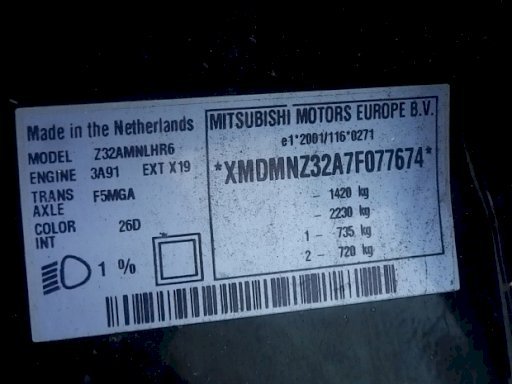 Made in the Netherlands
MODEL Z32AMNLHR6
ENGINE 3A91 EXT X19
TRANS F5MGA
AXLE
COLOR 26D
INT
1 %
MITSUBISHI MOTORS EUROPE B.V.
e1*2001/116*0271
*XMDMNZ32A7F077674*
- 1420 kg
- 2230 kg
1 - 735 kg
2 - 720 kg